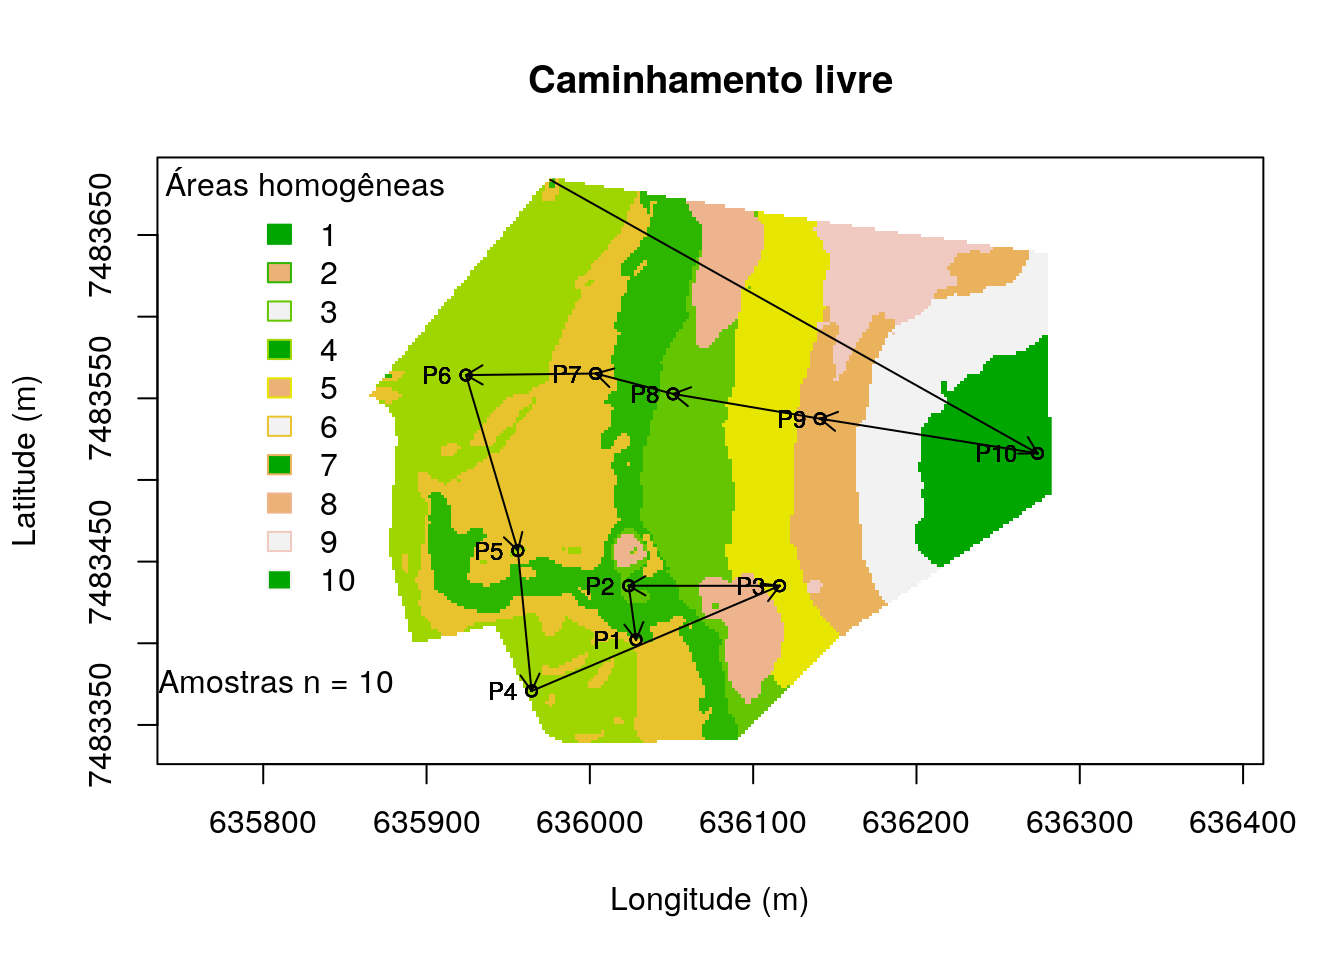 Caminhamento livre
Áreas homogêneas
1
2
3
4
5
6
7
8
9
10
Amostras n = 10
P6
P7
P8
P9
P10
P5
P2
P3
P1
P4
7483650
7483550
7483450
7483350
Latitude (m)
635800
635900
636000
636100
636200
636300
636400
Longitude (m)